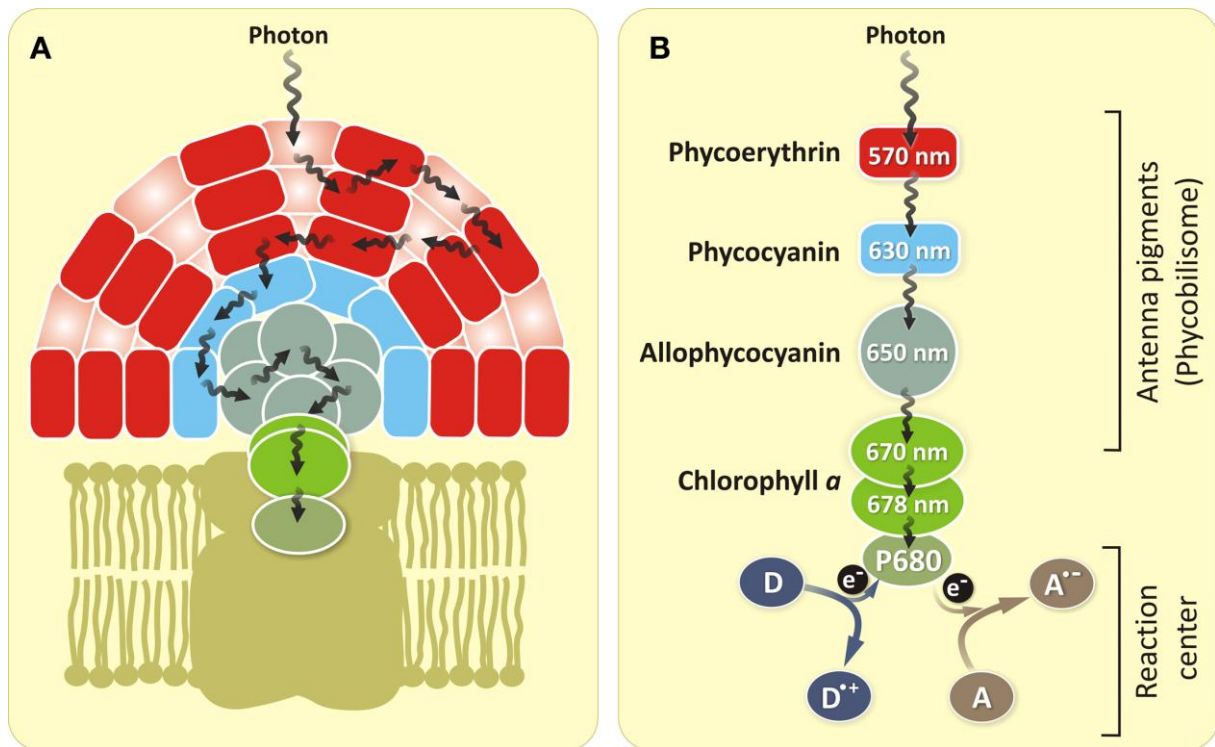 A
Photon
B
Photon
Phycoerythrin
570 nm
Phycocyanin
630 nm
Allophycocyanin
650 nm
Chlorophyll a
670 nm
678 nm
P680
D
e-
e-
A•-
D•+
A
Antenna pigments
(Phycobilisome)
Reaction
center